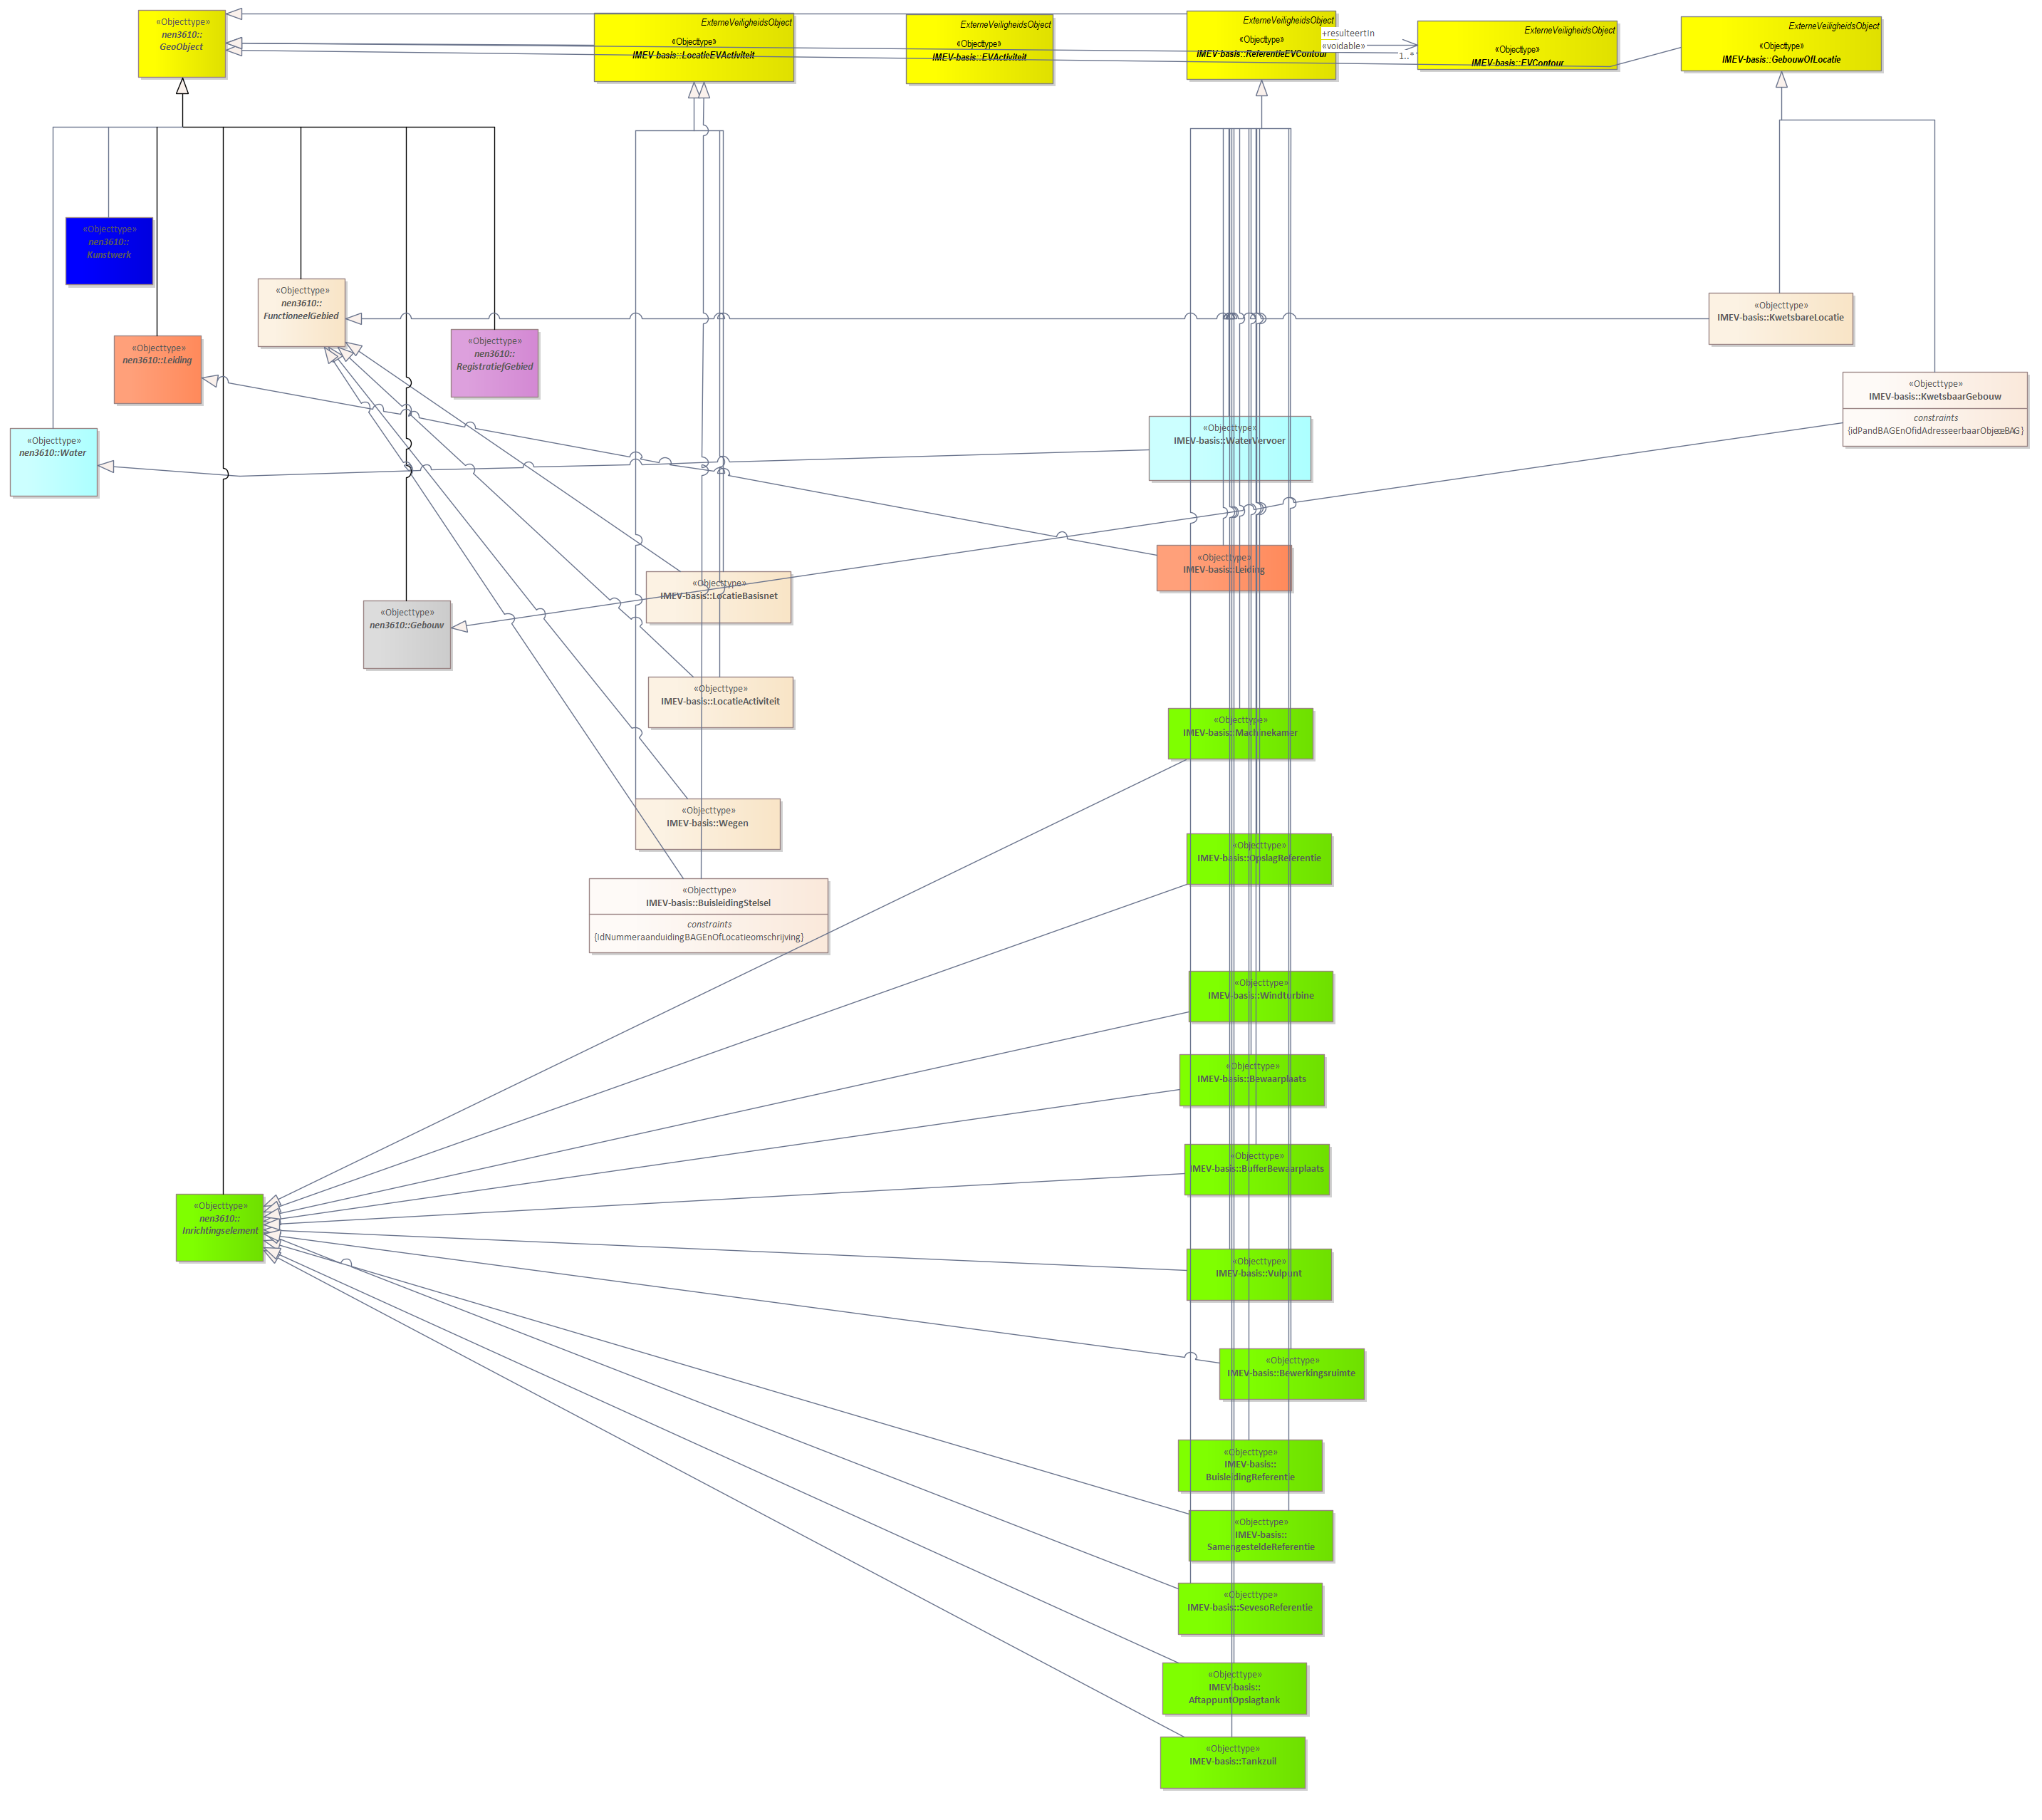 «Objecttype»
nen3610::
GeoObject
ExterneVeiligheidsObject
«Objecttype»
IMEV-basis::LocatieEVActiviteit
ExterneVeiligheidsObject
«Objecttype»
IMEV-basis::EVActiviteit
ExterneVeiligheidsObject
«Objecttype»
IMEV-basis::ReferentieEVContour
+resulteertIn
«voidable»
1..*
ExterneVeiligheidsObject
«Objecttype»
IMEV-basis::EVContour
ExterneVeiligheidsObject
«Objecttype»
IMEV-basis::GebouwOfLocatie
«Objecttype»
nen3610::
Kunstwerk
«Objecttype»
nen3610::
FunctioneelGebied
«Objecttype»
IMEV-basis::KwetsbareLocatie
«Objecttype»
nen3610::Leiding
«Objecttype»
nen3610::
RegistratiefGebied
«Objecttype»
IMEV-basis::KwetsbaarGebouw
constraints
{idPandBAGEnOfidAdresseerbaarObjectBAG}
«Objecttype»
nen3610::Water
«Objecttype»
IMEV-basis::WaterVervoer
«Objecttype»
IMEV-basis::Leiding
«Objecttype»
IMEV-basis::LocatieBasisnet
«Objecttype»
nen3610::Gebouw
«Objecttype»
IMEV-basis::LocatieActiviteit
«Objecttype»
IMEV-basis::Machinekamer
«Objecttype»
IMEV-basis::Wegen
«Objecttype»
IMEV-basis::OpslagReferentie
«Objecttype»
IMEV-basis::BuisleidingStelsel
constraints
{IdNummeraanduidingBAGEnOfLocatieomschrijving}
«Objecttype»
IMEV-basis::Windturbine
«Objecttype»
IMEV-basis::Bewaarplaats
«Objecttype»
IMEV-basis::BufferBewaarplaats
«Objecttype»
nen3610::
Inrichtingselement
«Objecttype»
IMEV-basis::Vulpunt
«Objecttype»
IMEV-basis::Bewerkingsruimte
«Objecttype»
IMEV-basis::
BuisleidingReferentie
«Objecttype»
IMEV-basis::
SamengesteldeReferentie
«Objecttype»
IMEV-basis::SevesoReferentie
«Objecttype»
IMEV-basis::
AftappuntOpslagtank
«Objecttype»
IMEV-basis::Tankzuil